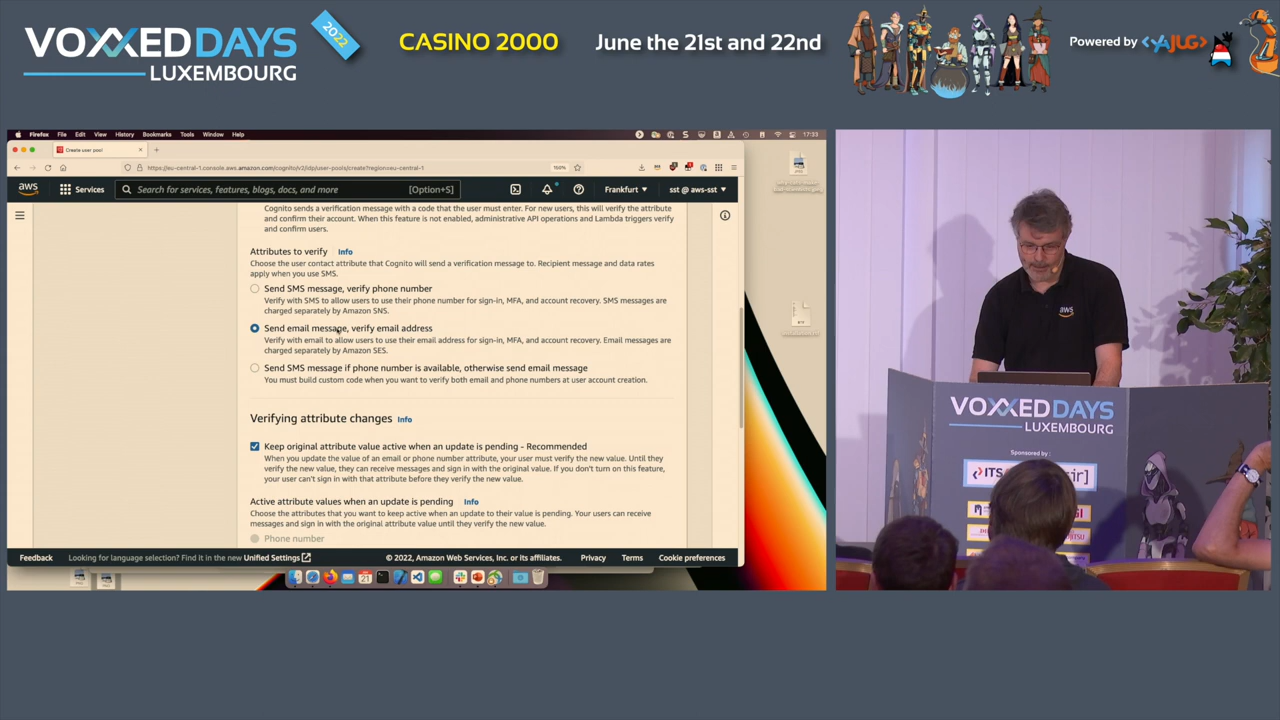 VOXXEDDAYS
LUXEMBOURG
2022
CASINO 2000
June the 21st and 22nd
Powered by <YAJUG>
Firefox File Edit View History Bookmarks Tools Window Help
17:33
Create user pool
160%
aws
Services
Search for services, features, blogs, docs, and more
[Option+S]
Frankfurt
sst @ aws-sst
Cognito sends a verification message with a code that the user must enter. For new users, this will verify the attribute
and confirm their account. When this feature is not enabled, administrative API operations and Lambda triggers verify
and confirm users.
Attributes to verify Info
Choose the user contact attribute that Cognito will send a verification message to. Recipient message and data rates
apply when you use SMS.
Send SMS message, verify phone number
Verify with SMS to allow users to use their phone number for sign-in, MFA, and account recovery. SMS messages are
charged separately by Amazon SNS.
Send email message, verify email address
Verify with email to allow users to use their email address for sign-in, MFA, and account recovery. Email messages are
charged separately by Amazon SES.
Send SMS message if phone number is available, otherwise send email message
You must build custom code when you want to verify both email and phone numbers at user account creation.
Verifying attribute changes Info
Keep original attribute value active when an update is pending - Recommended
When you update the value of an email or phone number attribute, your user must verify the new value. Until they
verify the new value, they can receive messages and sign in with the original value. If you don't turn on this feature,
your user can't sign in with that attribute before they verify the new value.
Active attribute values when an update is pending Info
Choose the attributes that you want to keep active when an update to their value is pending. Your users can receive
messages and sign in with the original attribute value until they verify the new value.
Phone number
Feedback
Looking for language selection? Find it in the new Unified Settings
© 2022, Amazon Web Services, Inc. or its affiliates.
Privacy
Terms
Cookie preferences
aws
VOXXEDDAYS
LUXEMBOURG
Sponsored by :